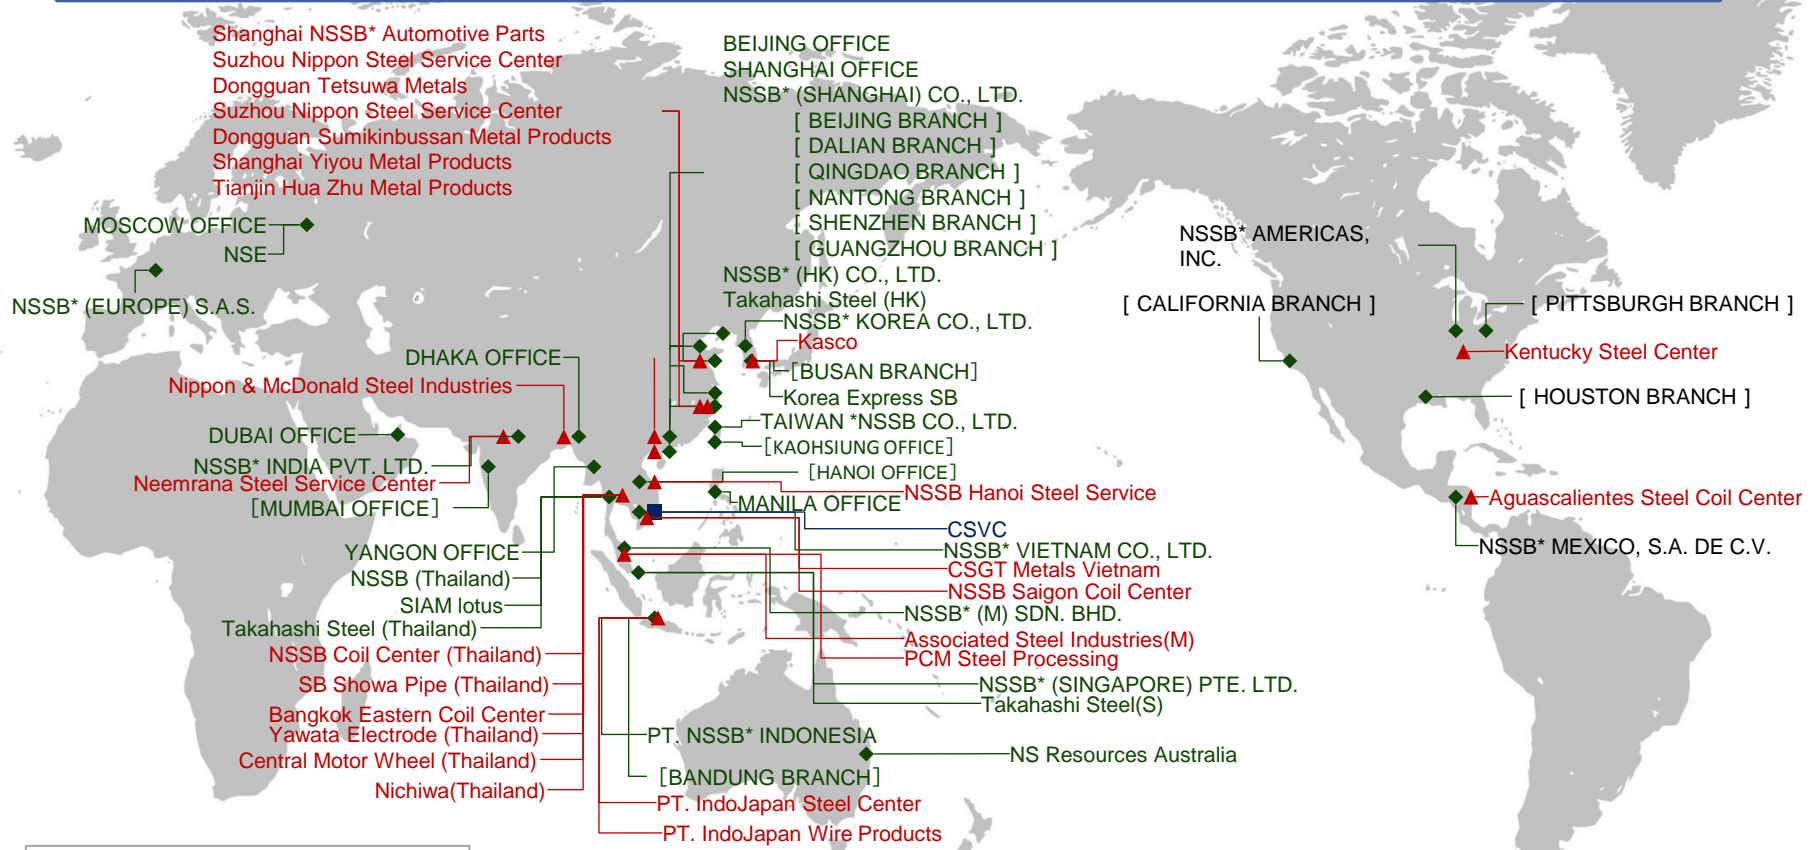 Shanghai NSSB* Automotive Parts
Suzhou Nippon Steel Service Center
Dongguan Tetsuwa Metals
Suzhou Nippon Steel Service Center
Dongguan Sumikinbussan Metal Products
Shanghai Yiyou Metal Products
Tianjin Hua Zhu Metal Products
BEIJING OFFICE
SHANGHAI OFFICE
NSSB* (SHANGHAI) CO., LTD.
[ BEIJING BRANCH ]
[ DALIAN BRANCH ]
[ QINGDAO BRANCH ]
[ NANTONG BRANCH ]
[ SHENZHEN BRANCH ]
[ GUANGZHOU BRANCH ]
NSSB* (HK) CO., LTD.
Takahashi Steel (HK)
NSSB* KOREA CO., LTD.
Kasco
[BUSAN BRANCH]
Korea Express SB
TAIWAN *NSSB CO., LTD.
[KAOHSIUNG OFFICE]
[HANOI OFFICE]
NSSB Hanoi Steel Service
MANILA OFFICE
CSVC
NSSB* VIETNAM CO., LTD.
CSGT Metals Vietnam
NSSB Saigon Coil Center
NSSB* (M) SDN. BHD.
Associated Steel Industries(M)
PCM Steel Processing
NSSB* (SINGAPORE) PTE. LTD.
Takahashi Steel(S)
PT. NSSB* INDONESIA
NS Resources Australia
[BANDUNG BRANCH]
PT. IndoJapan Steel Center
PT. IndoJapan Wire Products
MOSCOW OFFICE
NSE
NSSB* (EUROPE) S.A.S.
DHAKA OFFICE
Nippon & McDonald Steel Industries
DUBAI OFFICE
NSSB* INDIA PVT. LTD.
Neemrana Steel Service Center
[MUMBAI OFFICE]
YANGON OFFICE
NSSB (Thailand)
SIAM lotus
Takahashi Steel (Thailand)
NSSB Coil Center (Thailand)
SB Showa Pipe (Thailand)
Bangkok Eastern Coil Center
Yawata Electrode (Thailand)
Central Motor Wheel (Thailand)
Nichiwa(Thailand)
NSSB* AMERICAS,
INC.
[ CALIFORNIA BRANCH ]
[ PITTSBURGH BRANCH ]
Kentucky Steel Center
[ HOUSTON BRANCH ]
Aguascalientes Steel Coil Center
NSSB* MEXICO, S.A. DE C.V.